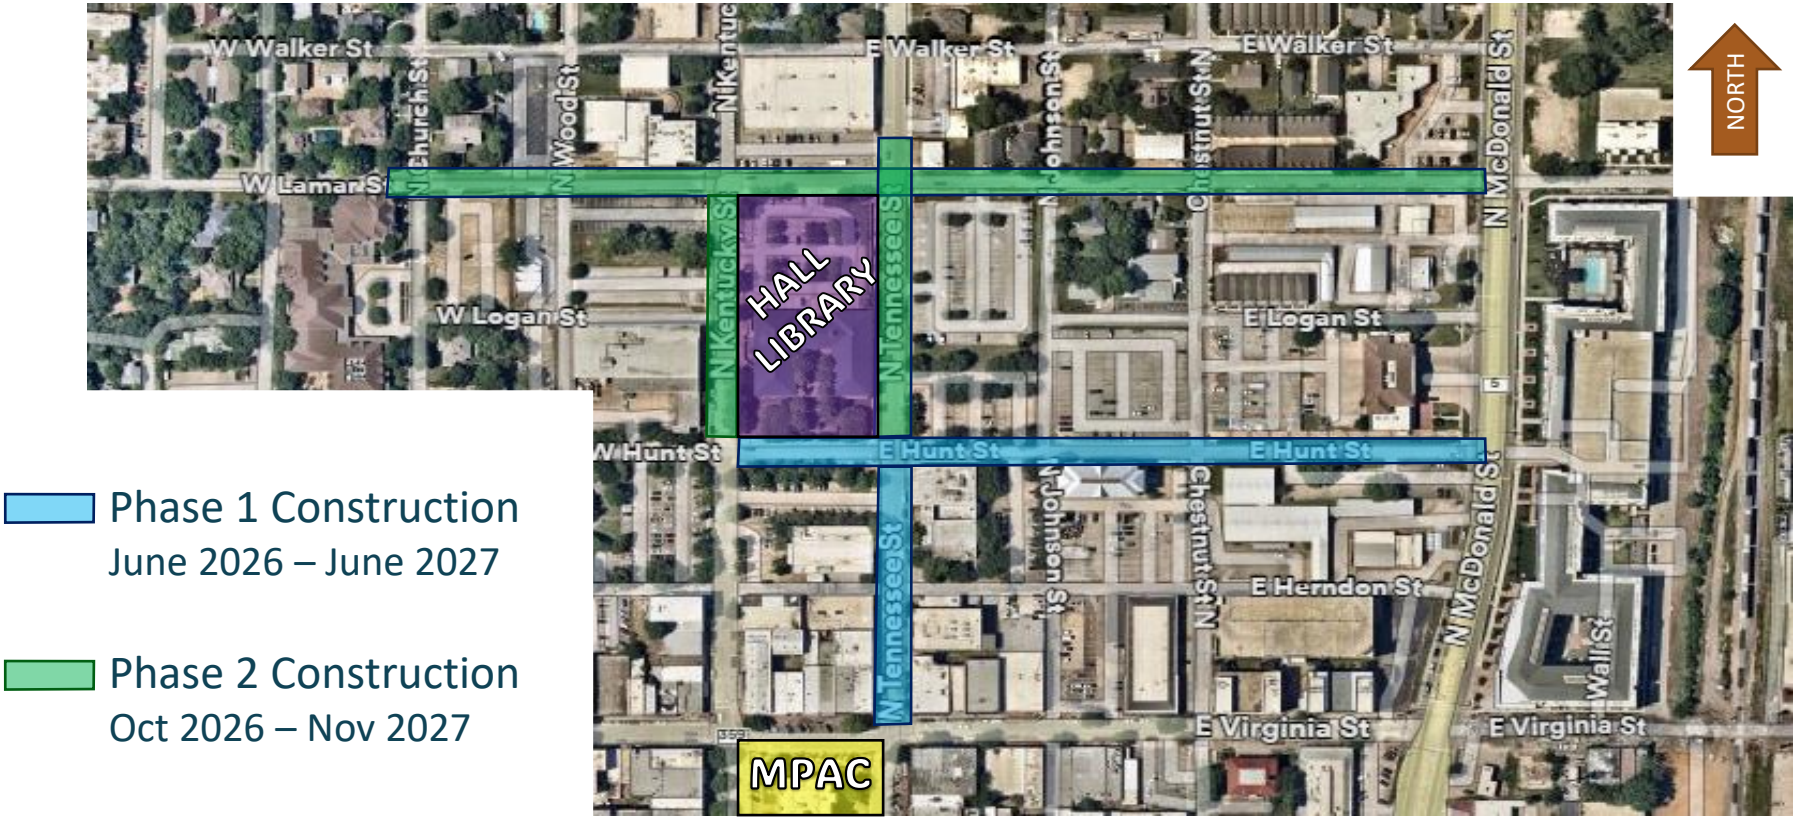 W Walker St
E Walker St
E Walker St
N Church St
N Wood St
N Kentuc
N Johnson St
Chestnut St N
N McDonald St
NORTH
W Lamar St
N Kentucky St
HALL
LIBRARY
N Tennessee St
W Logan St
E Logan St
5
W Hunt St
E Hunt St
E Hunt St
Phase 1 Construction
June 2026 – June 2027
N Tennessee St
N Johnson St
Chestnut St N
N McDonald St
E Herndon St
Wall St
Phase 2 Construction
Oct 2026 – Nov 2027
E Virginia St
E Virginia St
MPAC